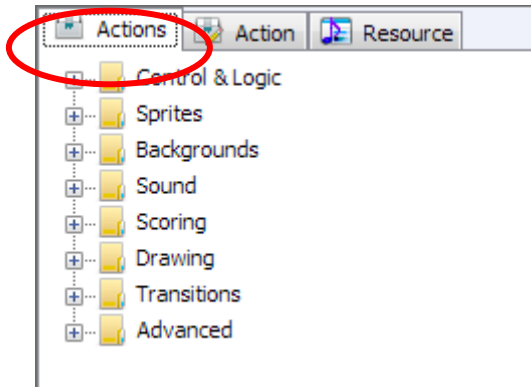 Actions Action Resource
Control & Logic
Sprites
Backgrounds
Sound
Scoring
Drawing
Transitions
Advanced